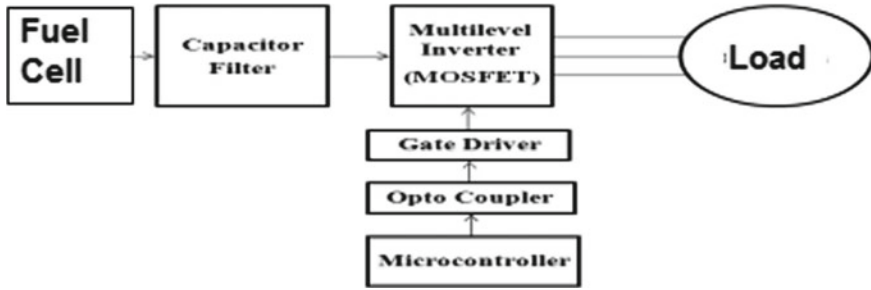 Fuel
Cell
Capacitor
Filter
Multilevel
Inverter
(MOSFET)
Load
Gate Driver
Opto Coupler
Microcontroller